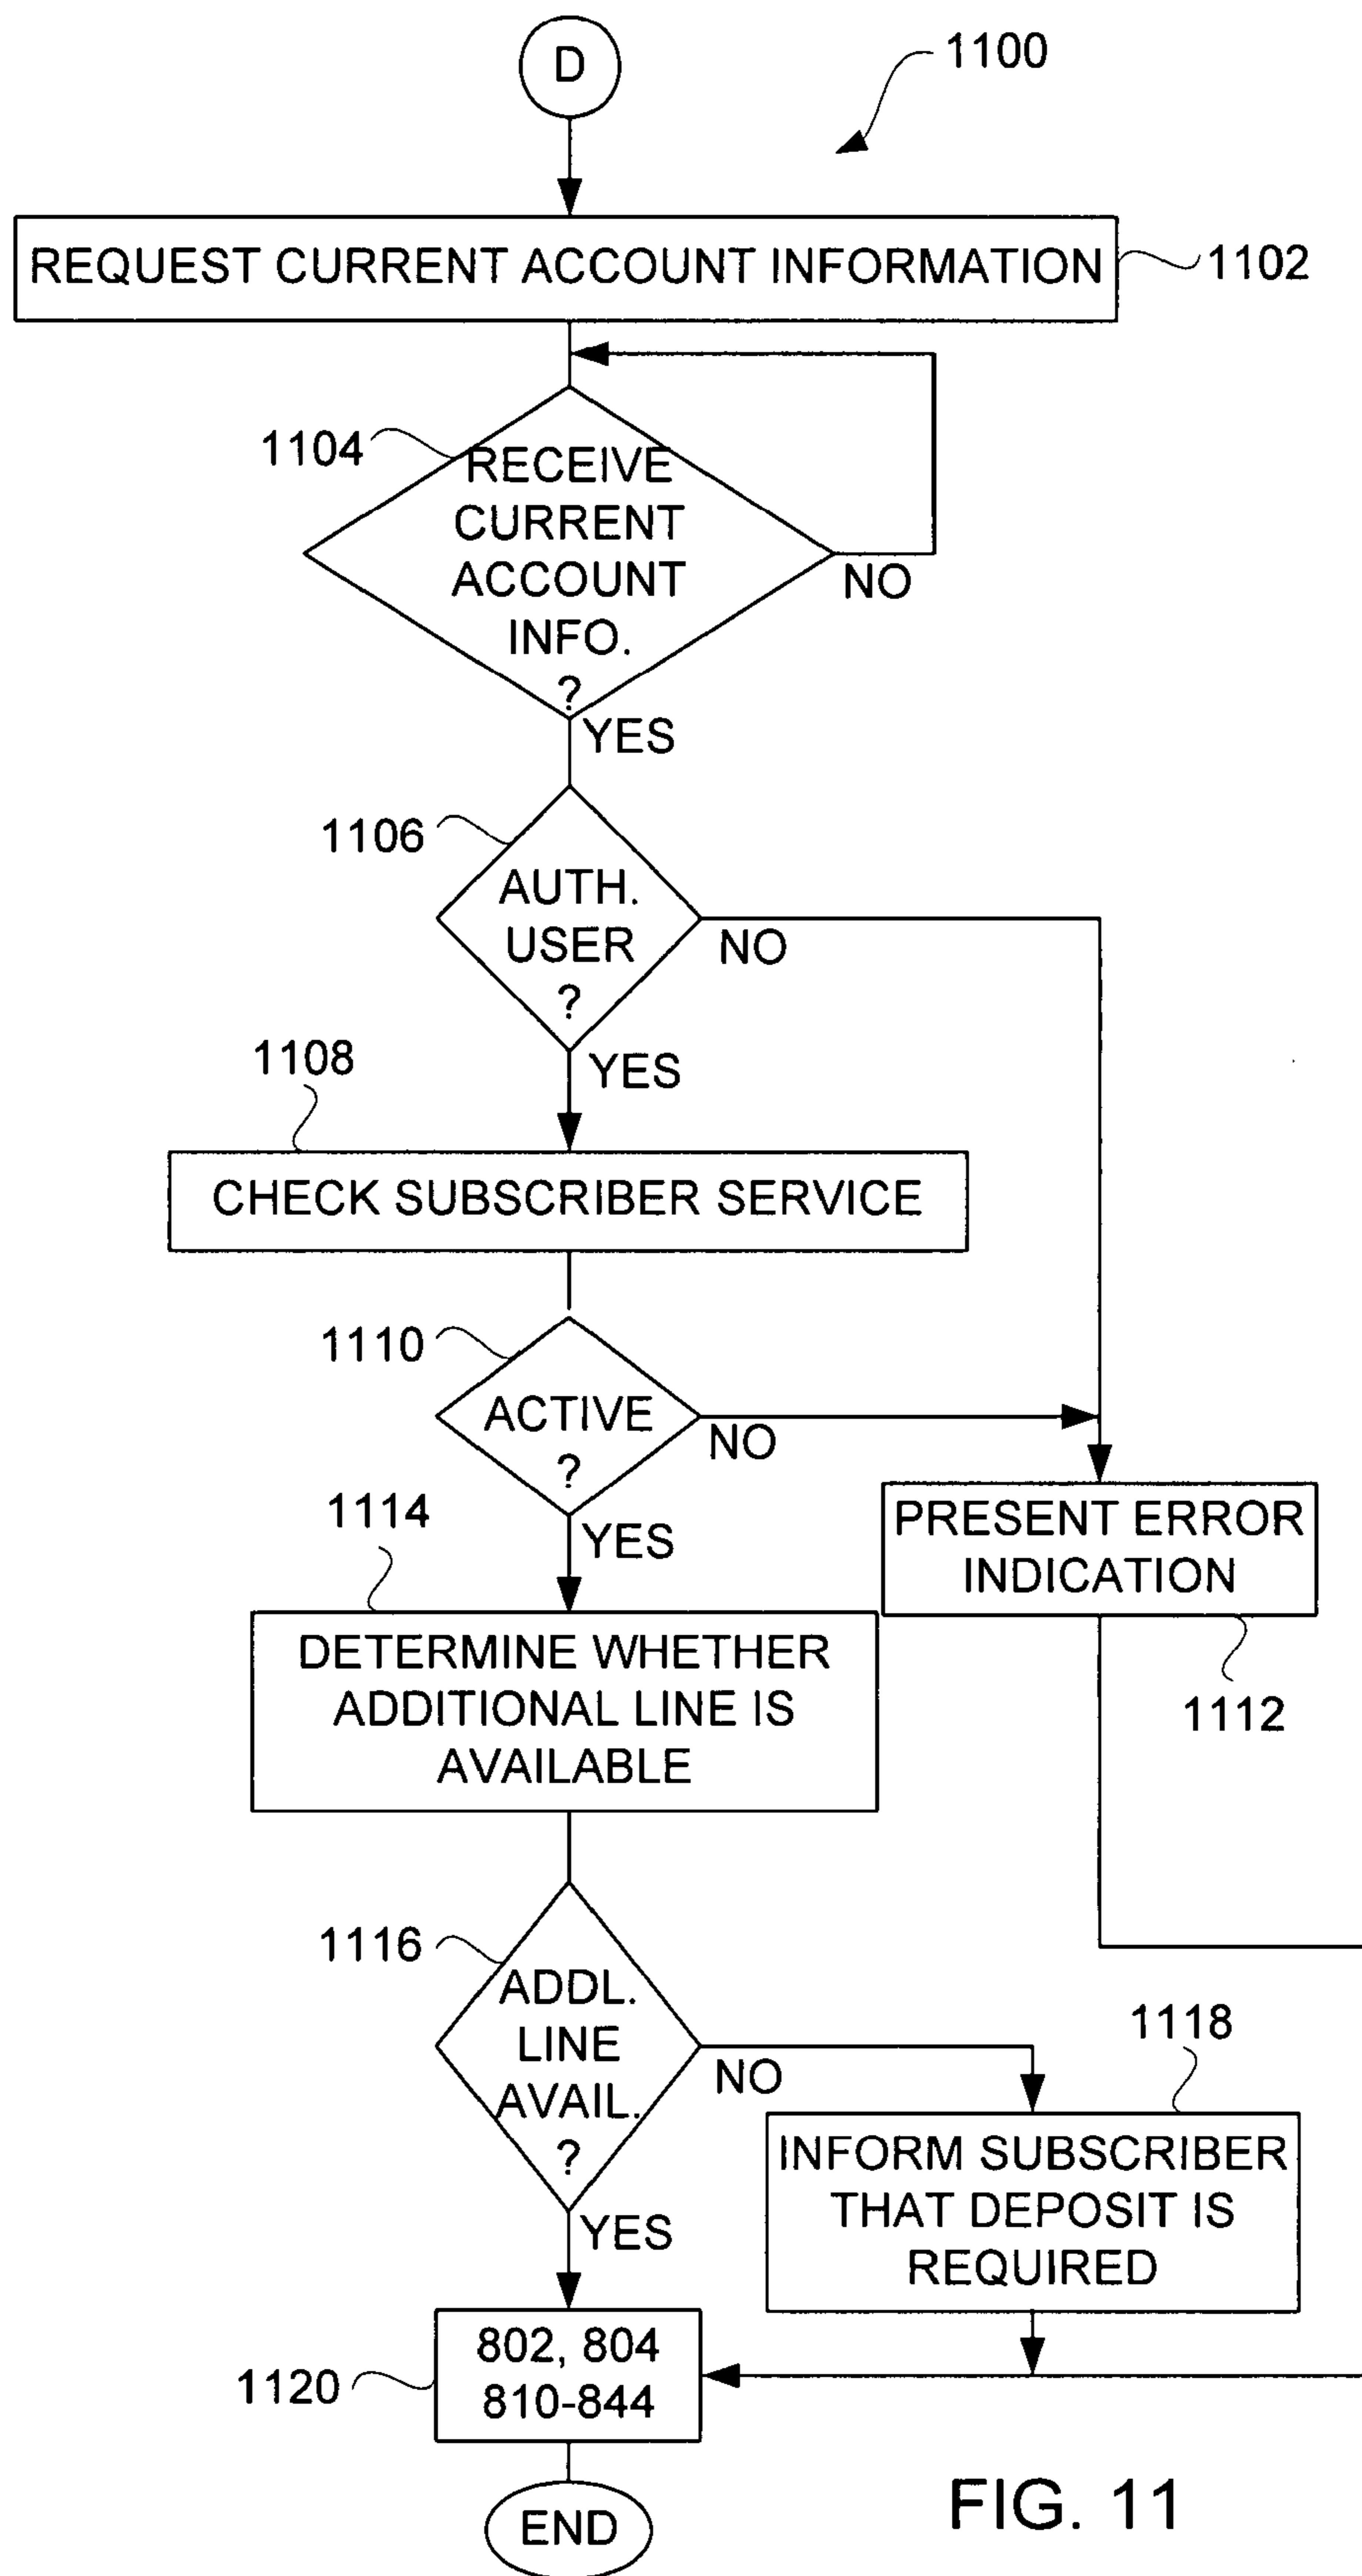 D
1100
REQUEST CURRENT ACCOUNT INFORMATION
1102
1104
RECEIVE
CURRENT
ACCOUNT
INFO.
?
NO
YES
1106
AUTH.
USER
?
NO
YES
1108
CHECK SUBSCRIBER SERVICE
1110
ACTIVE
?
NO
YES
1114
PRESENT ERROR
INDICATION
1112
DETERMINE WHETHER
ADDITIONAL LINE IS
AVAILABLE
1116
ADDL.
LINE
AVAIL.
?
NO
YES
1118
INFORM SUBSCRIBER
THAT DEPOSIT IS
REQUIRED
1120
802, 804
810-844
END
FIG. 11